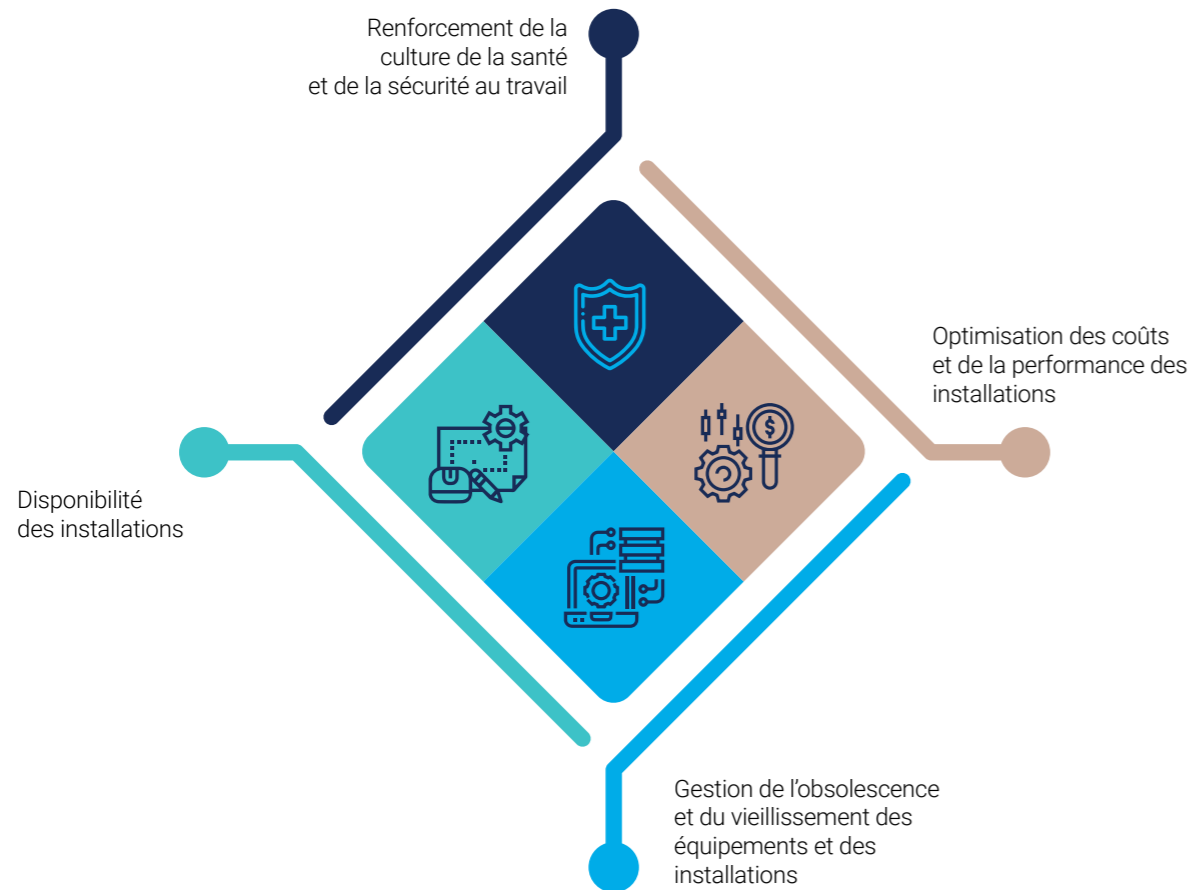 Renforcement de la
culture de la santé
et de la sécurité au travail
Optimisation des coûts
et de la performance des
installations
Disponibilité
des installations
Gestion de l’obsolescence
et du vieillissement des
équipements et des
installations